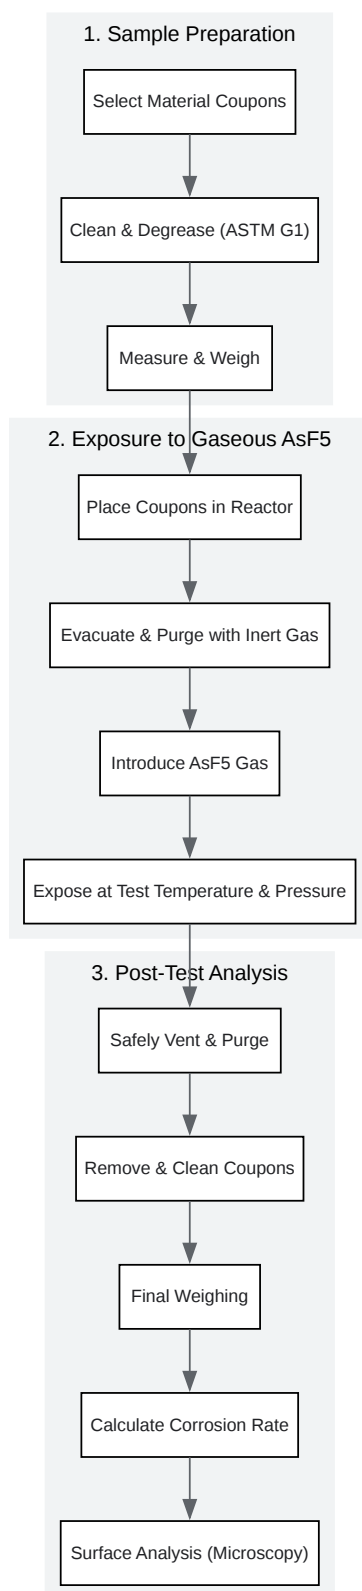 1. Sample Preparation
Select Material Coupons
Clean & Degrease (ASTM G1)
Measure & Weigh
2. Exposure to Gaseous AsF5
Place Coupons in Reactor
Evacuate & Purge with Inert Gas
Introduce AsF5 Gas
Expose at Test Temperature & Pressure
3. Post-Test Analysis
Safely Vent & Purge
Remove & Clean Coupons
Final Weighing
Calculate Corrosion Rate
Surface Analysis (Microscopy)